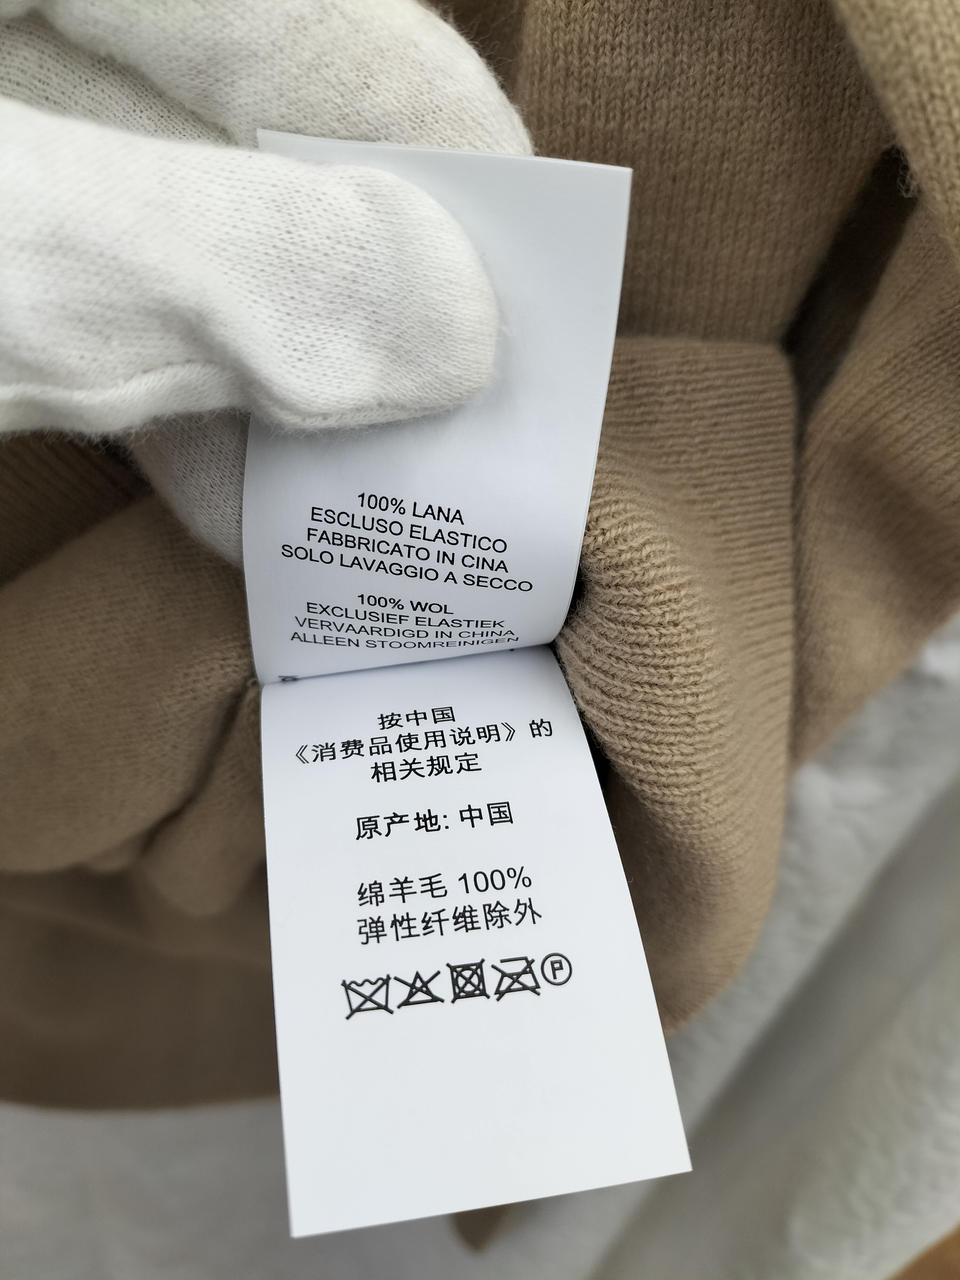 100% LANA
ESCLUSO ELASTICO
FABBRICATO IN CINA
SOLO LAVAGGIO A SECCO
100% WOL
EXCLUSIEF ELASTIEK
VERVAARDIGD IN CHINA
ALLEEN STOOMREINIGEN
按中国
《消费品使用说明》的
相关规定
原产地: 中国
绵羊毛 100%
弹性纤维除外
P